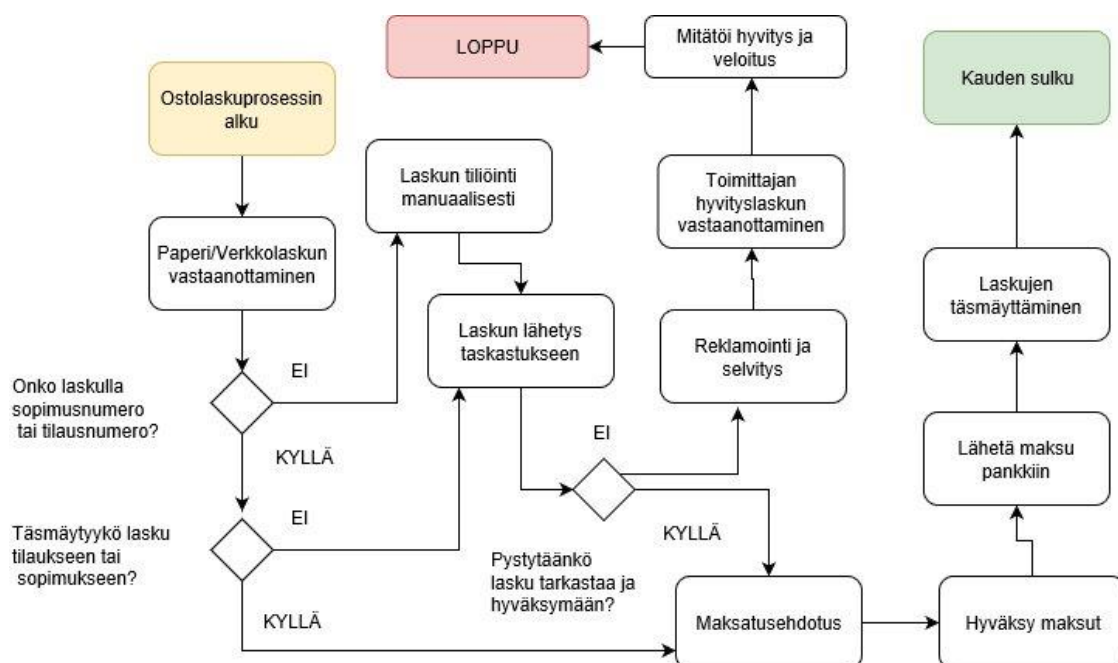 LOPPU
Mitätöi hyvitys ja
veloitus
Kauden sulku
Ostolaskuprosessin
alku
Laskun tiliöinti
manuaalisesti
Toimittajan
hyvityslaskun
vastaanottaminen
Paperi/Verkkolaskun
vastaanottaminen
Laskujen
täsmäyttäminen
Laskun lähetys
taskastukseen
Reklamointi ja
selvitys
Onko laskulla
sopimusnumero
tai tilausnumero?
EI
KYLLÄ
EI
Lähetä maksu
pankkiin
Täsmäytyykö lasku
tilaukseen tai
sopimukseen?
EI
KYLLÄ
KYLLÄ
Pystytäänkö
lasku tarkastaa ja
hyväksymään?
Maksatusehdotus
Hyväksy maksut